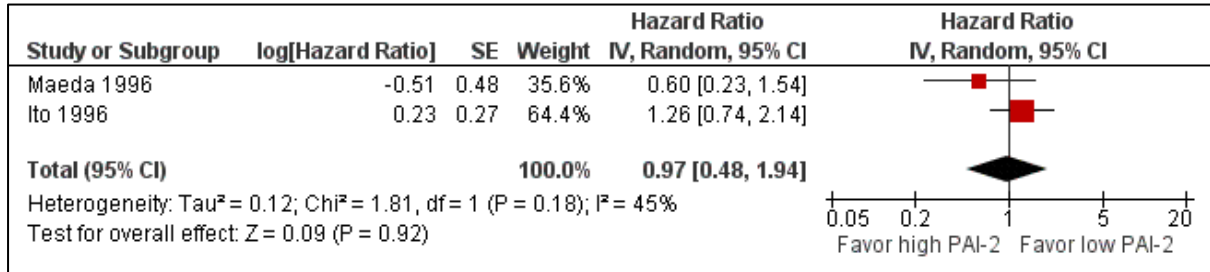 Hazard Ratio Hazard Ratio
Study or Subgroup log[Hazard Ratio] SE Weight IV, Random, 95% CI IV, Random, 95% CI
Maeda 1996 -0.51 0.48 35.6% 0.60 [0.23, 1.54]
Ito 1996 0.23 0.27 64.4% 1.26 [0.74, 2.14]
Total (95% CI) 100.0% 0.97 [0.48, 1.94]
Heterogeneity: Tau² = 0.12; Chi² = 1.81, df = 1 (P = 0.18); I² = 45%
Test for overall effect: Z = 0.09 (P = 0.92)
0.05 0.2 1 5 20
Favor high PAI-2 Favor low PAI-2